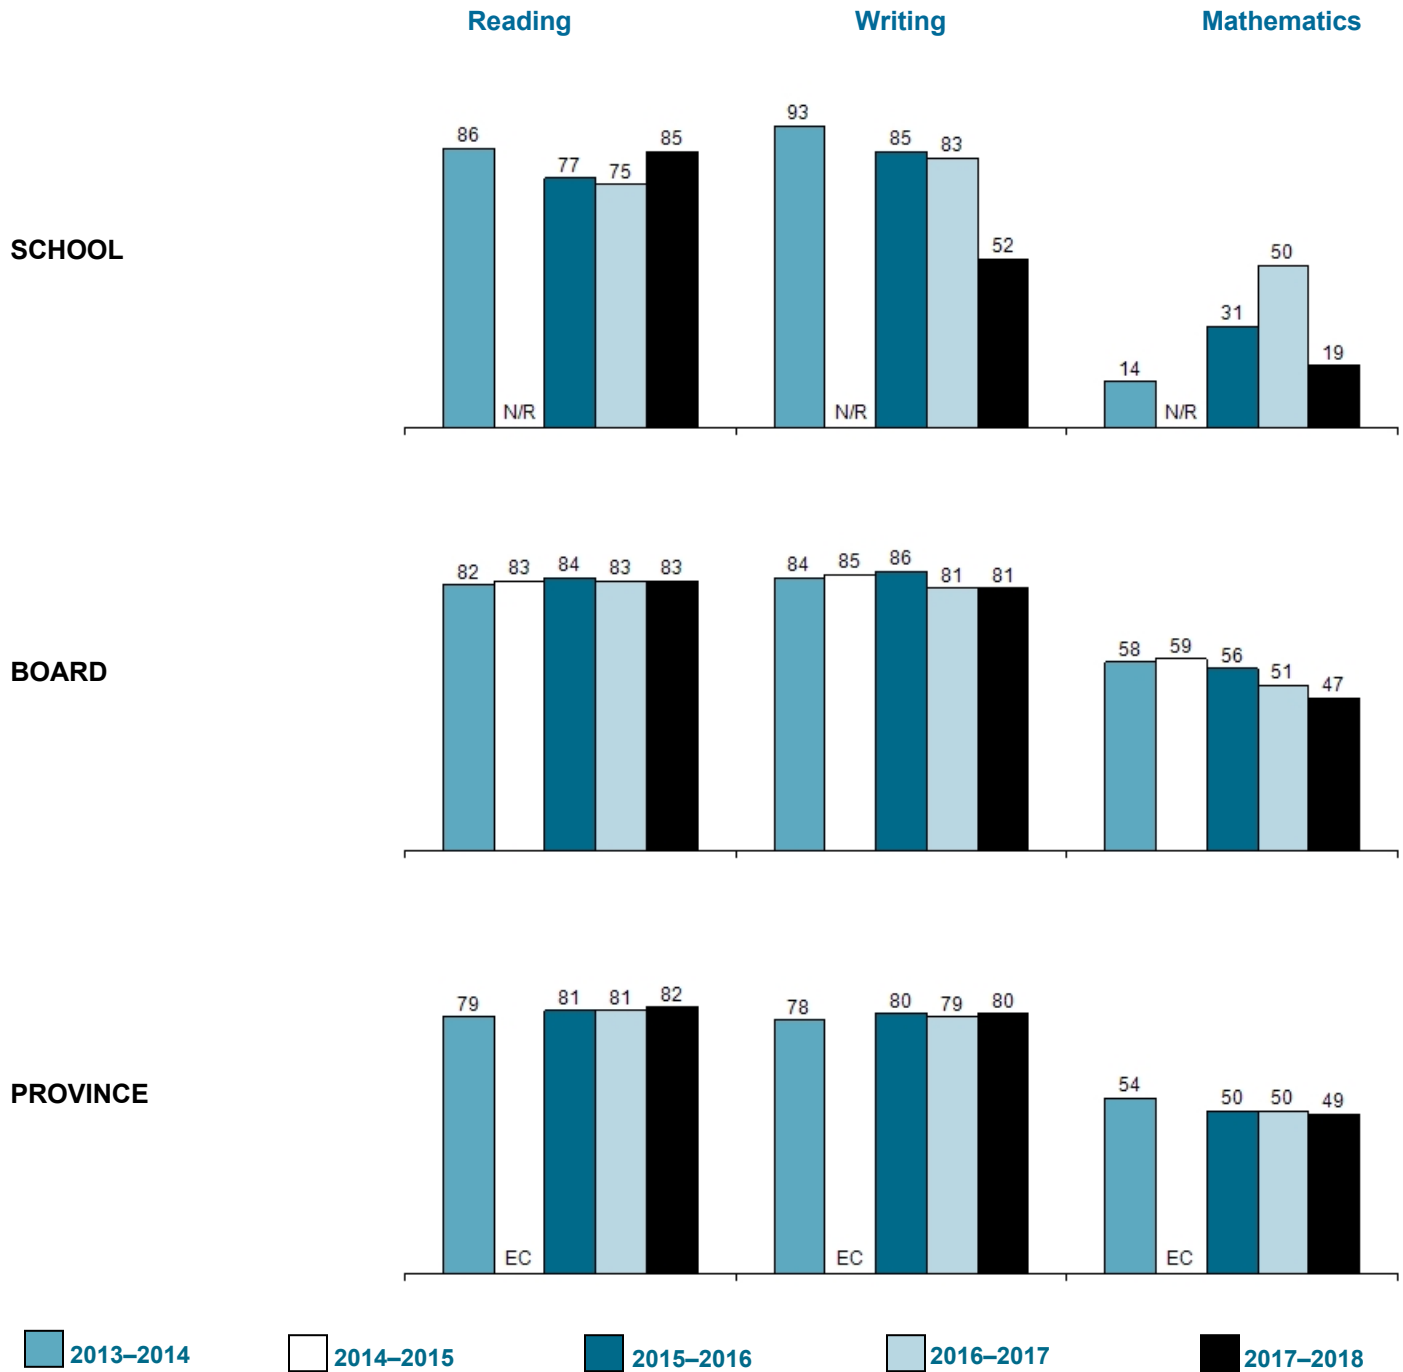 Reading Writing Mathematics
SCHOOL
86 N/R 77 75 85
93 N/R 85 83 52
14 N/R 31 50 19
BOARD
82 83 84 83 83
84 85 86 81 81
58 59 56 51 47
PROVINCE
79 EC 81 81 82
78 EC 80 79 80
54 EC 50 50 49
2013–2014 2014–2015 2015–2016 2016–2017 2017–2018